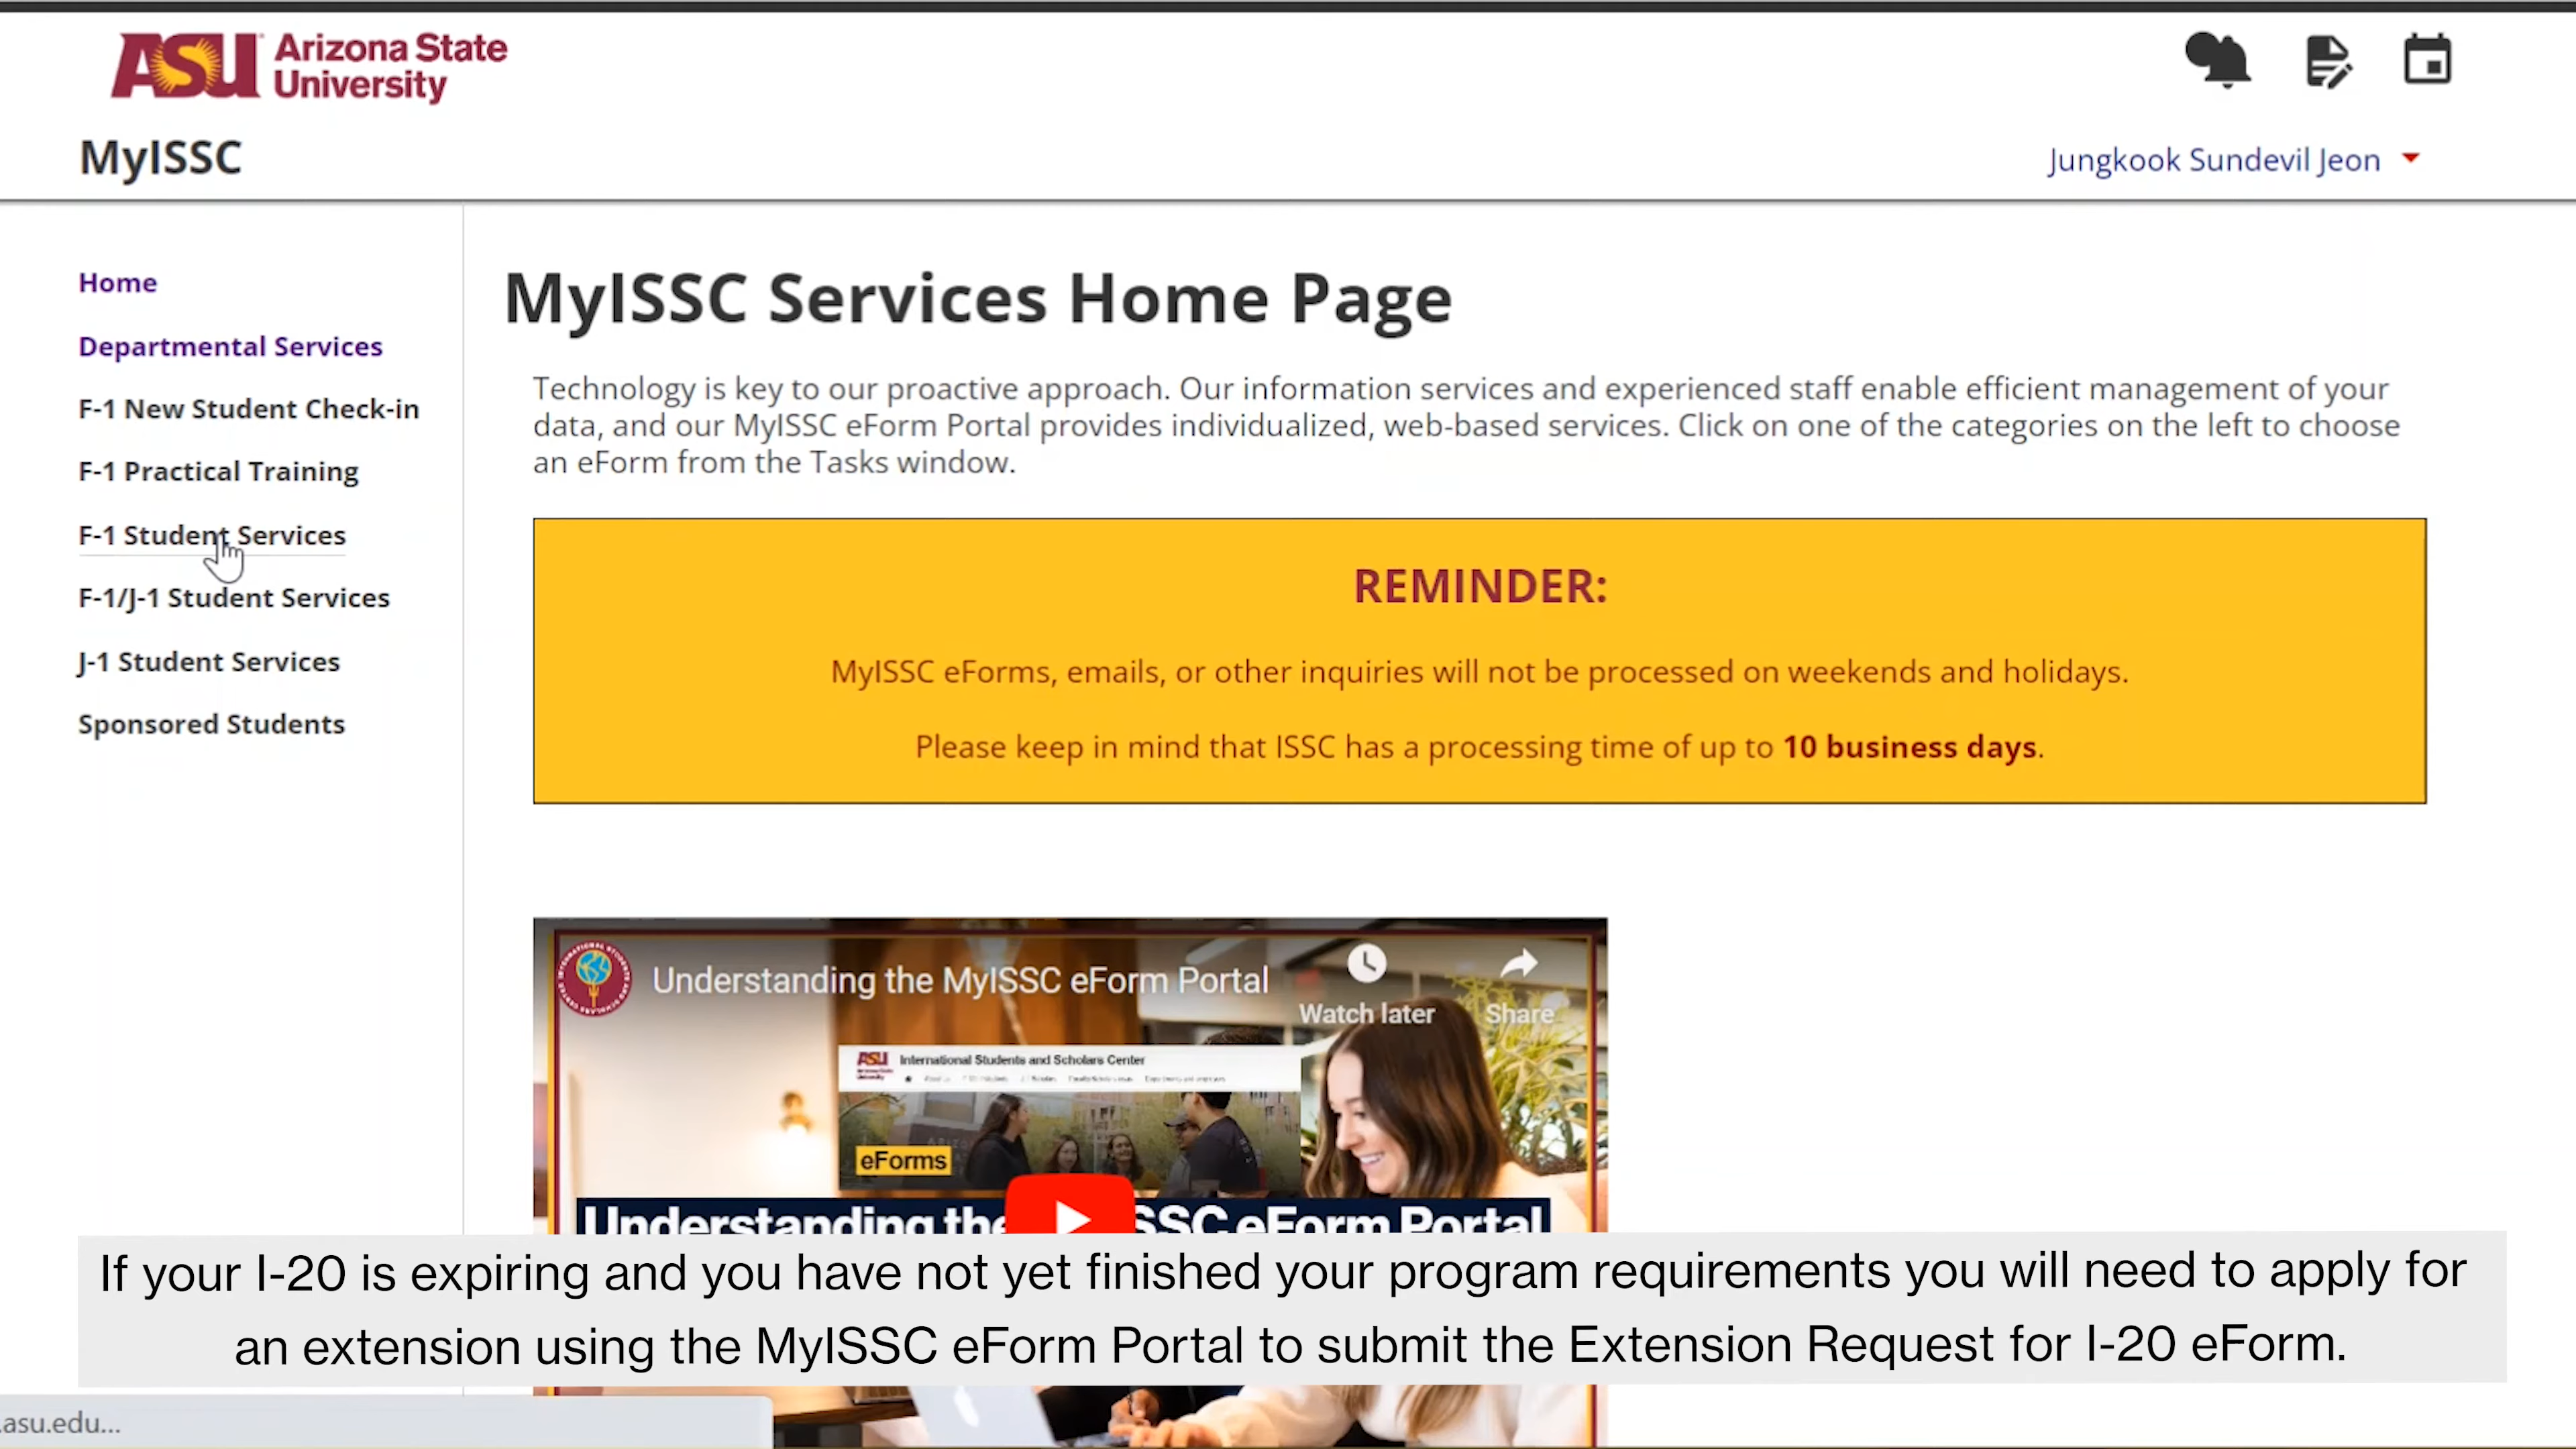 ASU Arizona State
University
MyISSC
Jungkook Sundevil Jeon
Home
Departmental Services
F-1 New Student Check-in
F-1 Practical Training
F-1 Student Services
F-1/J-1 Student Services
J-1 Student Services
Sponsored Students
MyISSC Services Home Page
Technology is key to our proactive approach. Our information services and experienced staff enable efficient management of your
data, and our MyISSC eForm Portal provides individualized, web-based services. Click on one of the categories on the left to choose
an eForm from the Tasks window.
REMINDER:
MyISSC eForms, emails, or other inquiries will not be processed on weekends and holidays.
Please keep in mind that ISSC has a processing time of up to 10 business days.
Understanding the MyISSC eForm Portal
Watch later
Share
ASU International Students and Scholars Center
eForms
Understanding the SSC eForm Portal
If your I-20 is expiring and you have not yet finished your program requirements you will need to apply for
an extension using the MyISSC eForm Portal to submit the Extension Request for I-20 eForm.
.asu.edu...